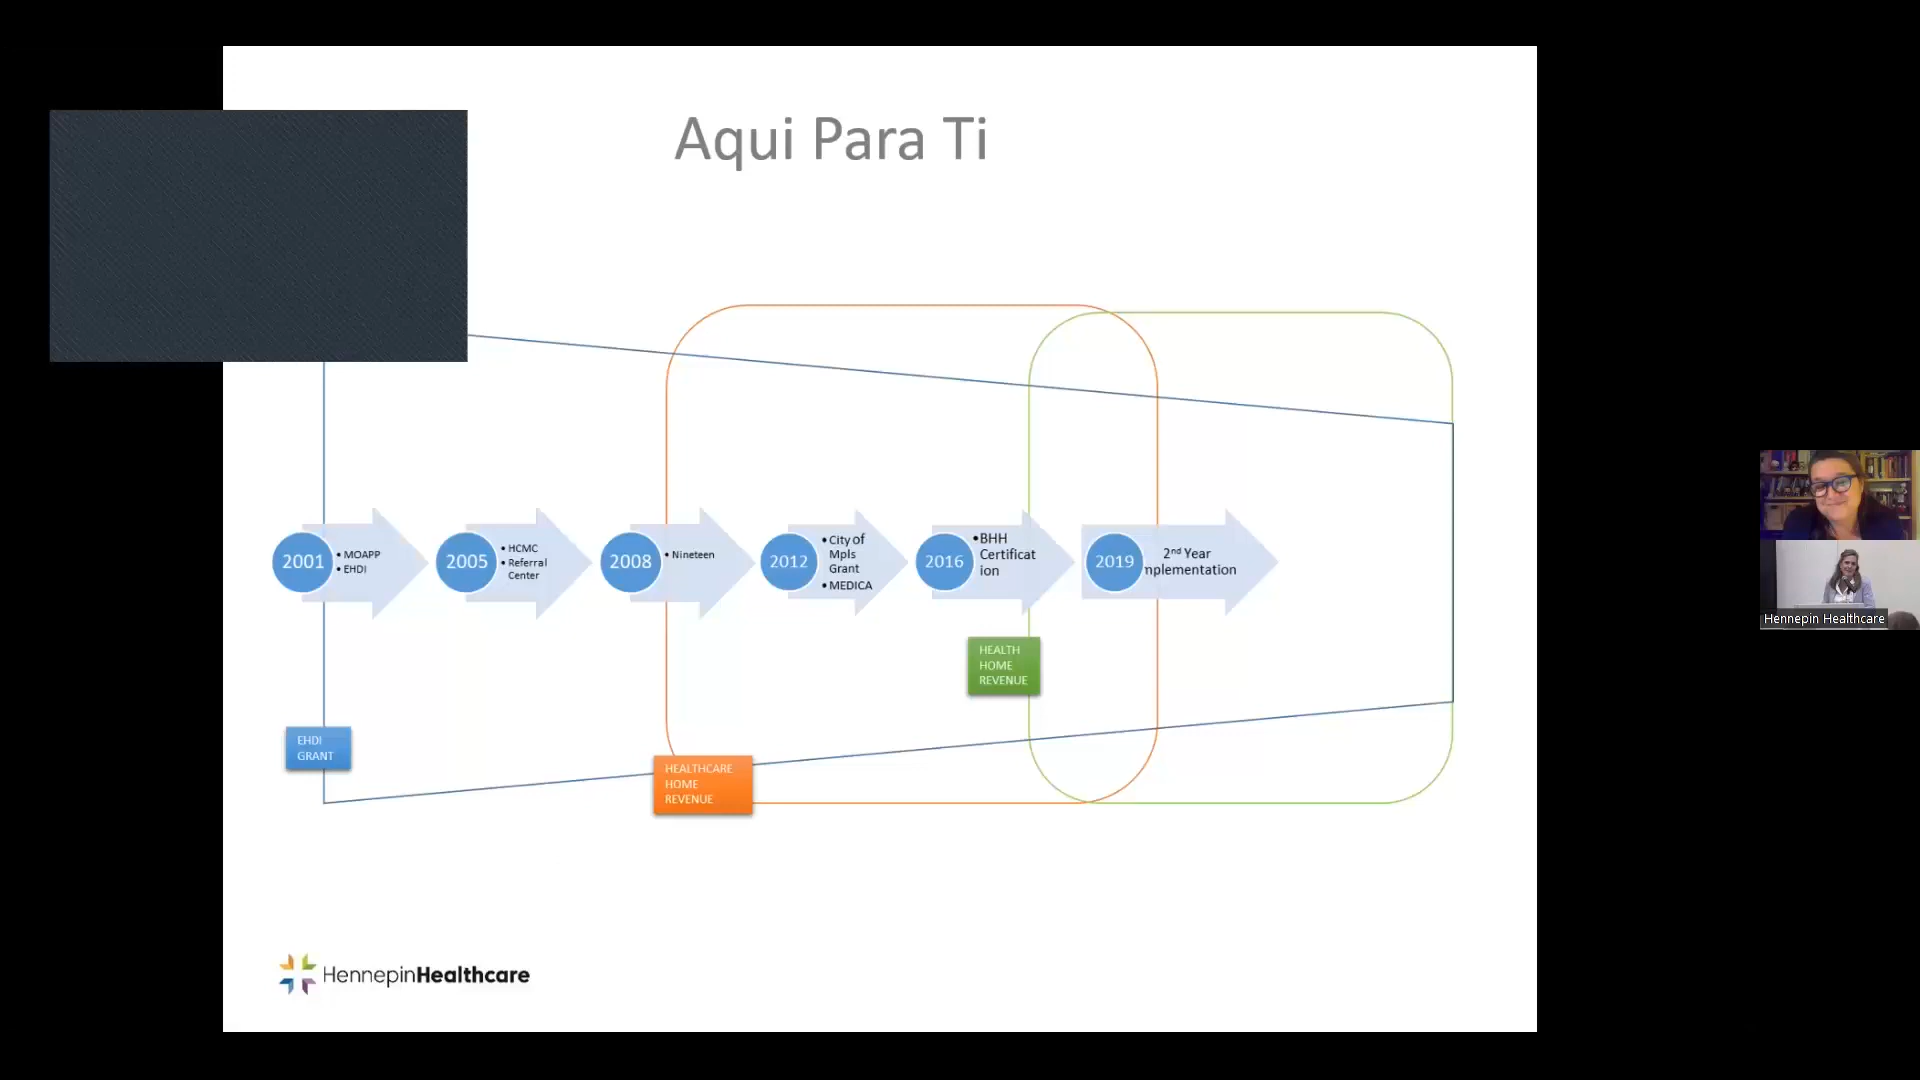 Aqui Para Ti
2001
• MOAPP
• EHDI
2005
• HCMC
• Referral
Center
2008
• Nineteen
2012
• City of
Mpls
Grant
• MEDICA
2016
• BHH
Certificat
ion
2019
2nd Year
mplementation
HEALTH
HOME
REVENUE
EHDI
GRANT
HEALTHCARE
HOME
REVENUE
HennepinHealthcare
Hennepin Healthcare